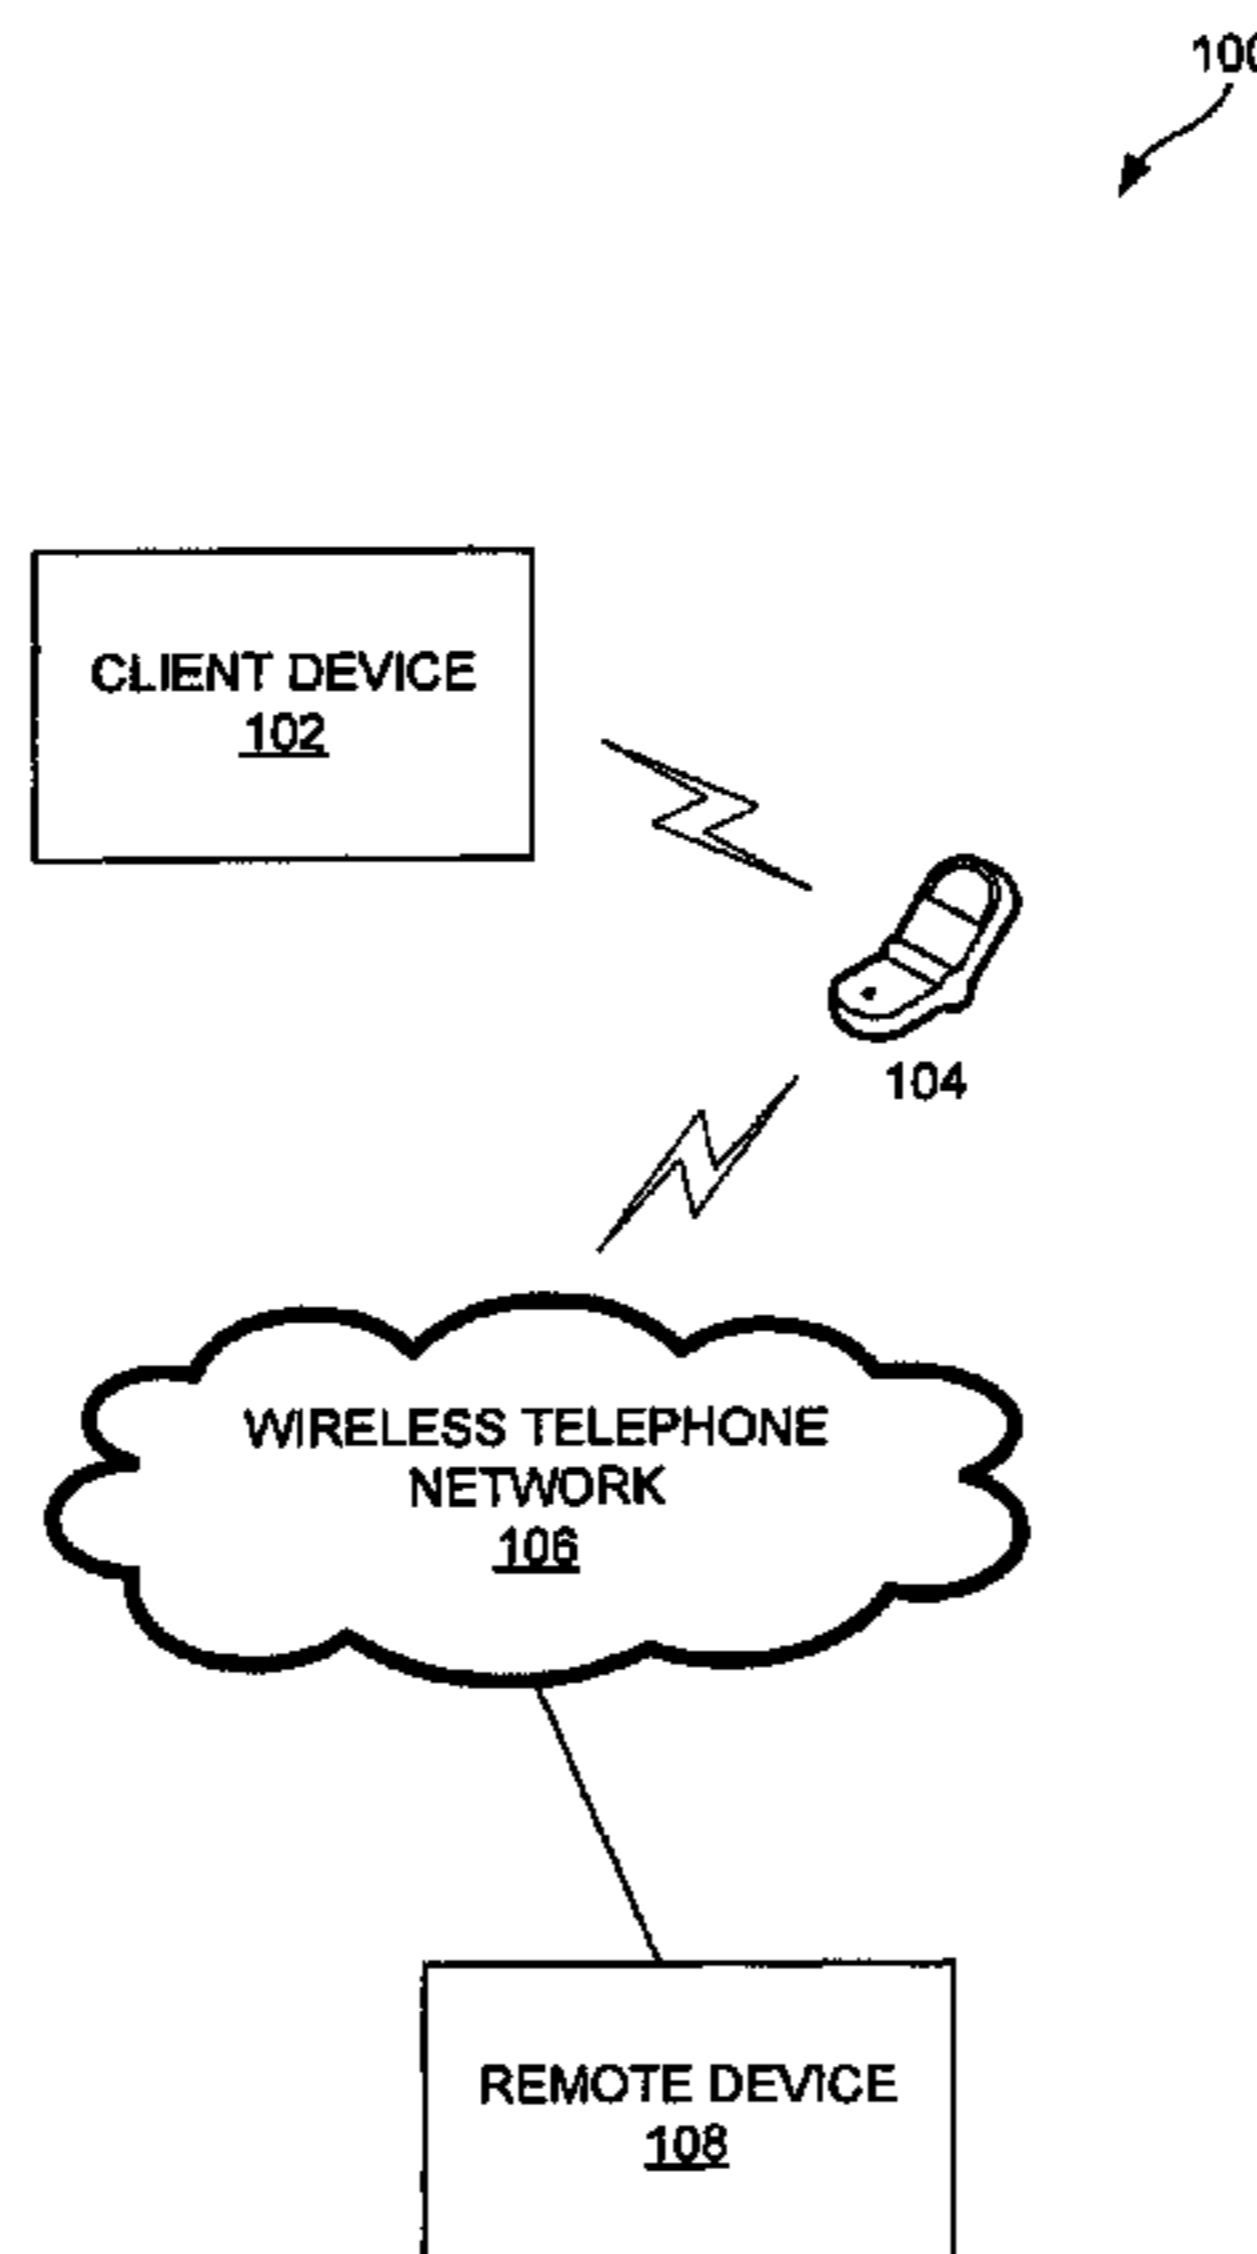 100
CLIENT DEVICE
102
104
WIRELESS TELEPHONE
NETWORK
106
REMOTE DEVICE
108